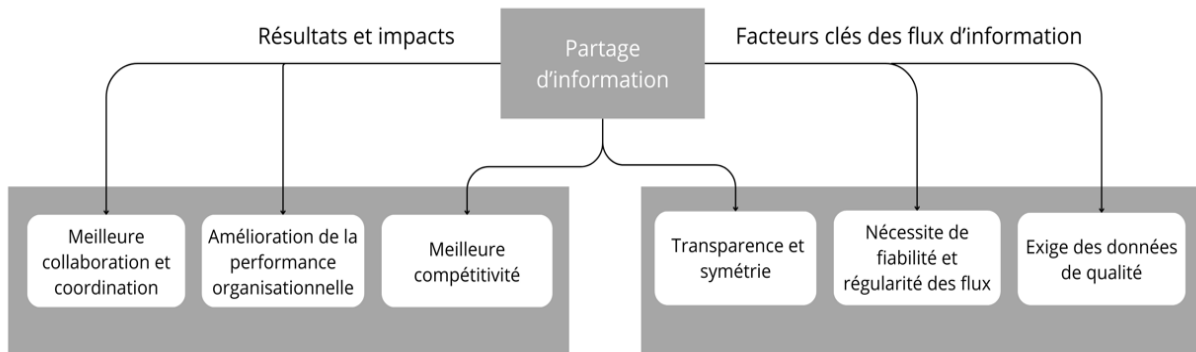 Résultats et impacts
Partage
d’information
Facteurs clés des flux d’information
Meilleure
collaboration et
coordination
Amélioration de la
performance
organisationnelle
Meilleure
compétitivité
Transparence et
symétrie
Nécessite de
fiabilité et
régularité des flux
Exige des données
de qualité